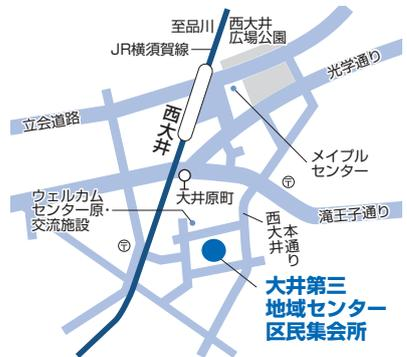 至品川
西大井
広場公園
JR横須賀線
光学通り
立会道路
西大井
メイプル
センター
〒
大井原町
ウェルカム
センター原・
交流施設
滝王子通り
西大井
本通り
〒
大井第三
地域センター
区民集会所